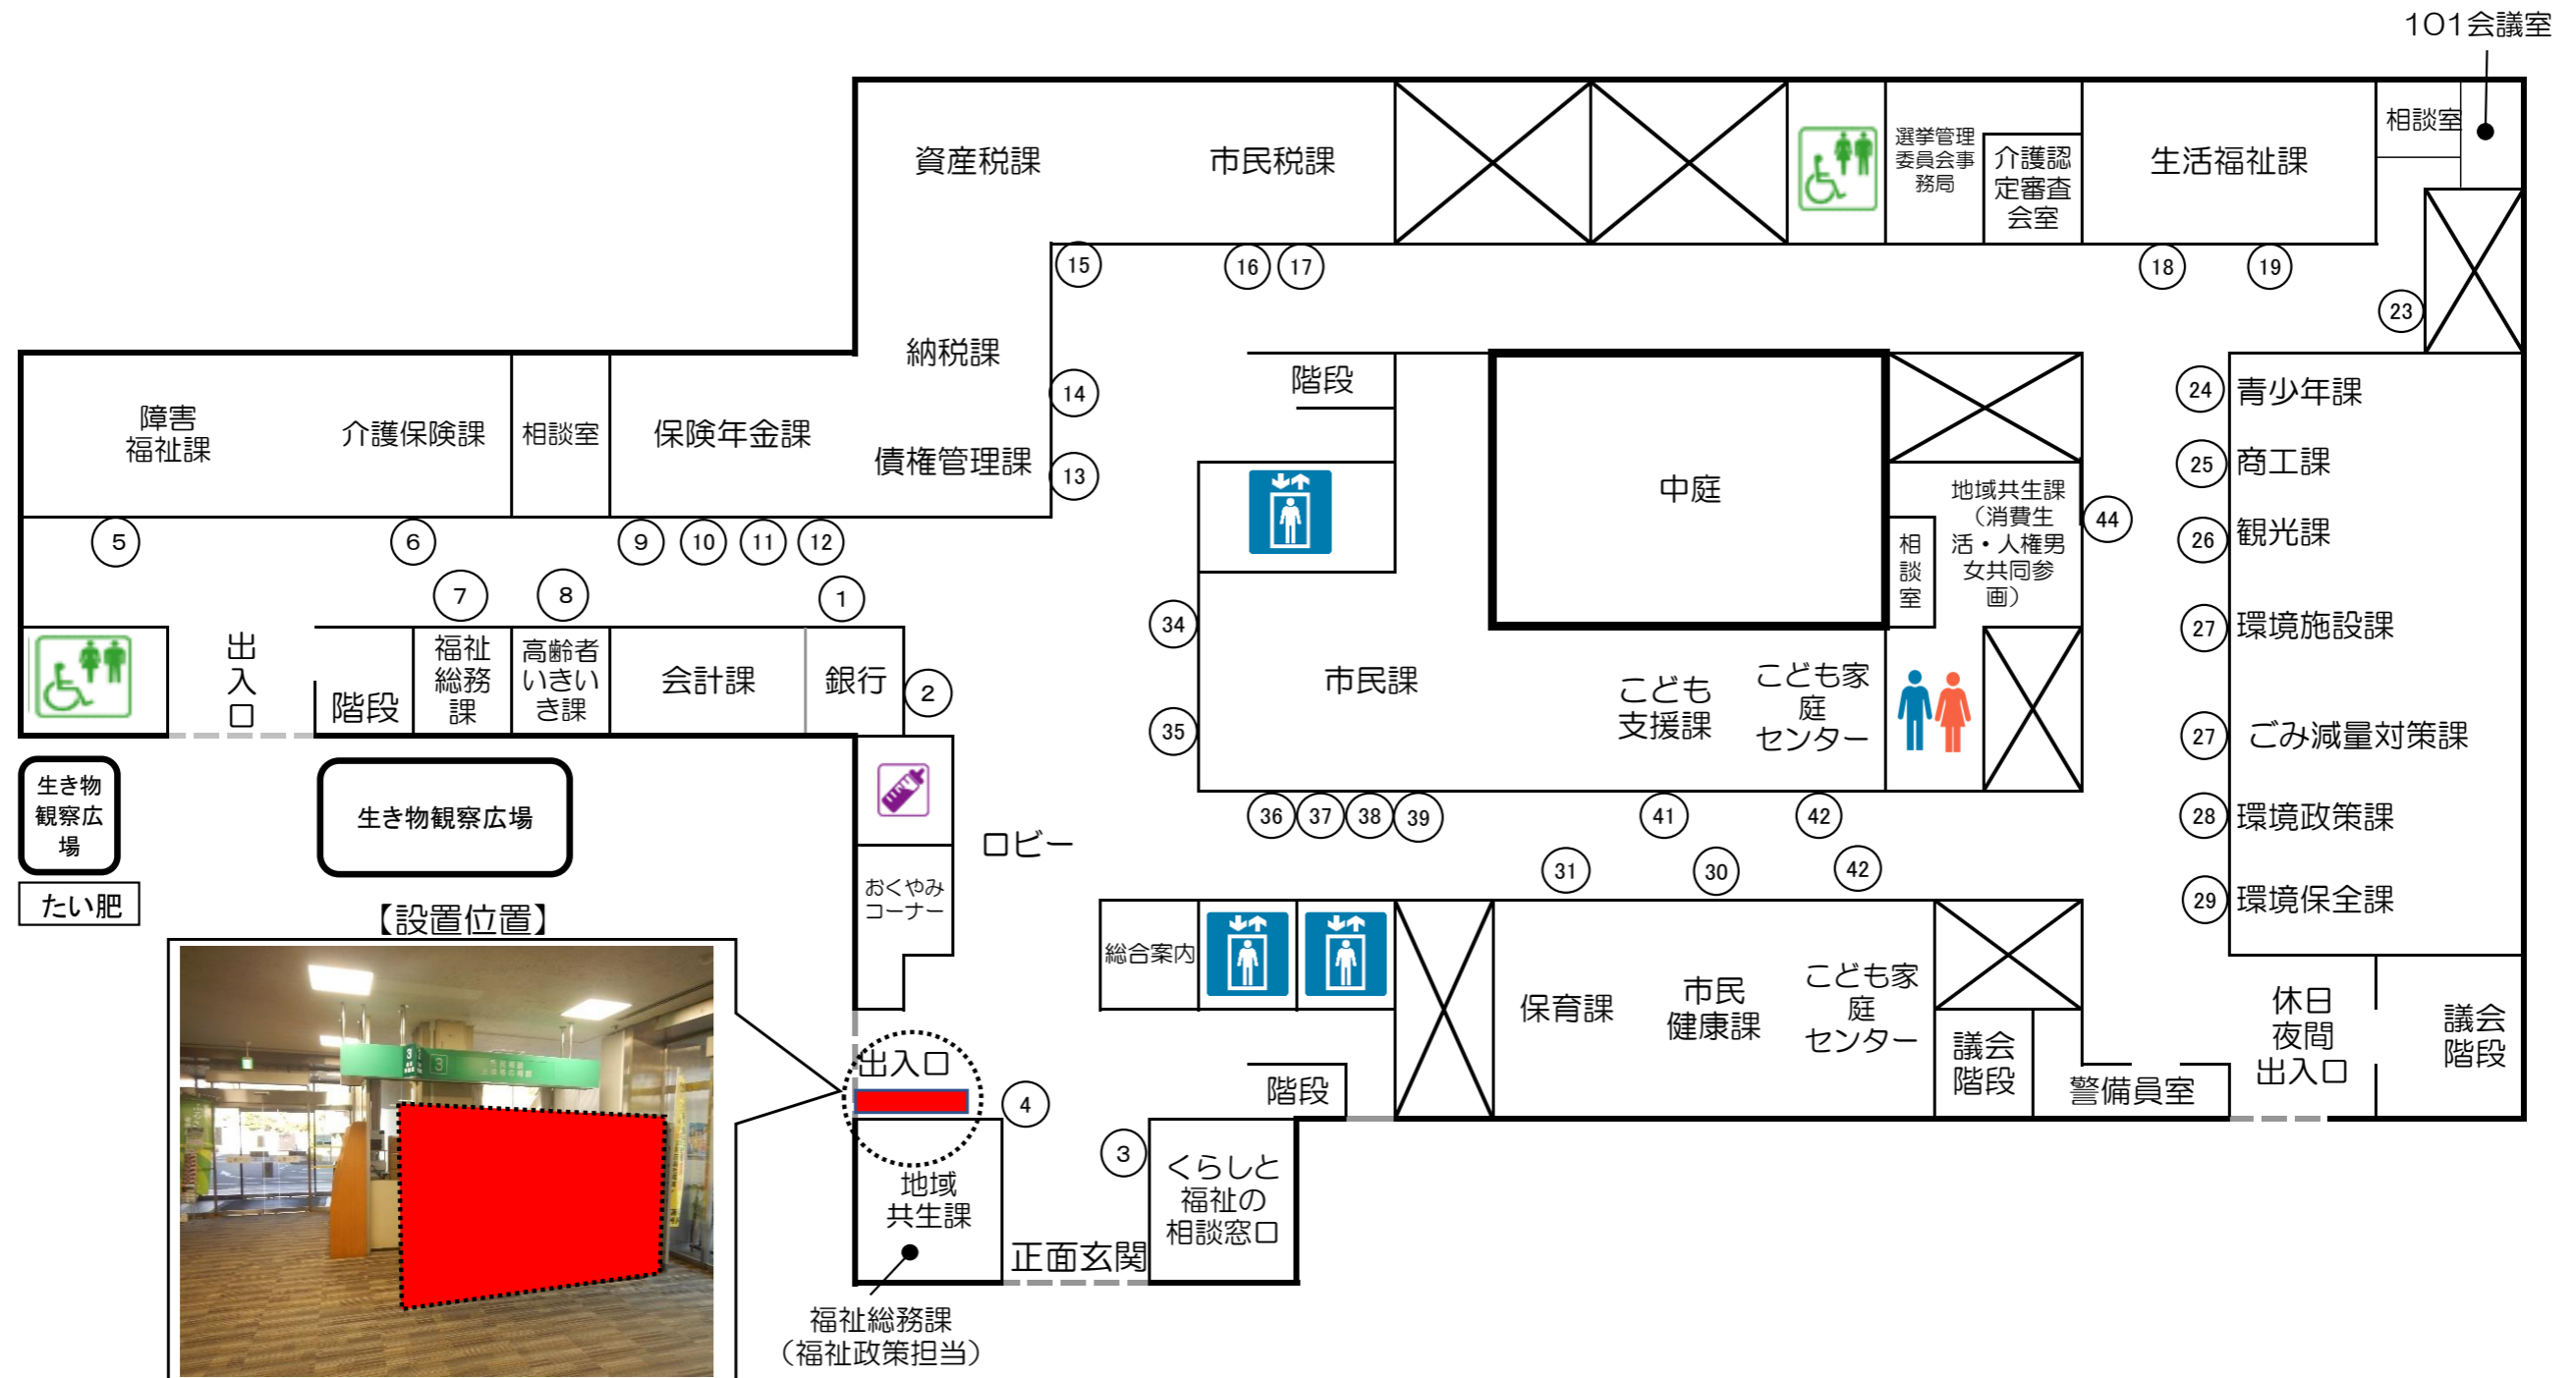 101会議室
資産税課
市民税課
選挙管理
委員会事
務局
介護認
定審査
会室
生活福祉課
相談室
15
16
17
18
19
23
納税課
14
債権管理課
13
障害
福祉課
介護保険課
相談室
保険年金課
5
6
9
10
11
12
7
8
1
出
入
口
階段
福祉
総務
課
高齢者
いきい
き課
会計課
銀行
2
階段
中庭
34
35
市民課
こども
支援課
こども家
庭
センター
相
談
室
地域共生課
(消費生
活・人権男
女共同参
画)
44
24
青少年課
25
商工課
26
観光課
27
環境施設課
27
ごみ減量対策課
28
環境政策課
29
環境保全課
36
37
38
39
41
42
31
30
42
生き物
観察広
場
生き物観察広場
たい肥
ロビー
おくやみ
コーナー
総合案内
保育課
市民
健康課
こども家
庭
センター
議会
階段
警備員室
休日
夜間
出入口
議会
階段
階段
【設置位置】
3
3
出入口
4
地域
共生課
3
くらしと
福祉の
相談窓口
正面玄関
福祉総務課
(福祉政策担当)